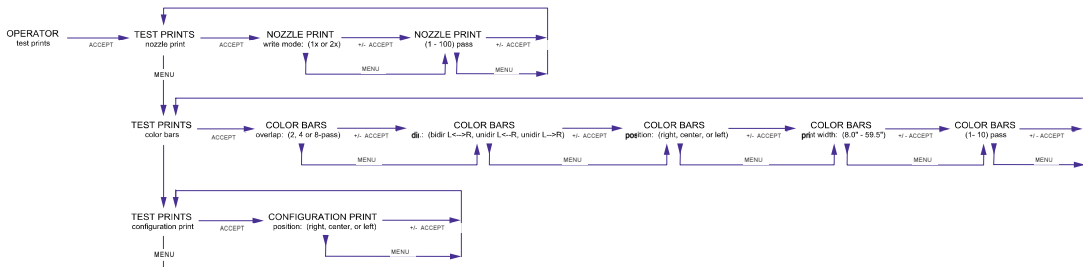 OPERATOR
test prints
ACCEPT
TEST PRINTS
nozzle print
ACCEPT
NOZZLE PRINT
write mode: (1x or 2x)
+/- ACCEPT
NOZZLE PRINT
(1 - 100) pass
+/- ACCEPT
MENU
MENU
MENU
TEST PRINTS
color bars
ACCEPT
COLOR BARS
overlap: (2, 4 or 8-pass)
+/- ACCEPT
COLOR BARS
dir.: (bidir L<-->R, unidir L<--R, unidir L-->R)
+/- ACCEPT
COLOR BARS
position: (right, center, or left)
+/- ACCEPT
COLOR BARS
print width: (8.0" - 59.5")
+/- ACCEPT
COLOR BARS
(1- 10) pass
+/- ACCEPT
MENU
MENU
MENU
MENU
MENU
TEST PRINTS
configuration print
ACCEPT
CONFIGURATION PRINT
position: (right, center, or left)
+/- ACCEPT
MENU
MENU